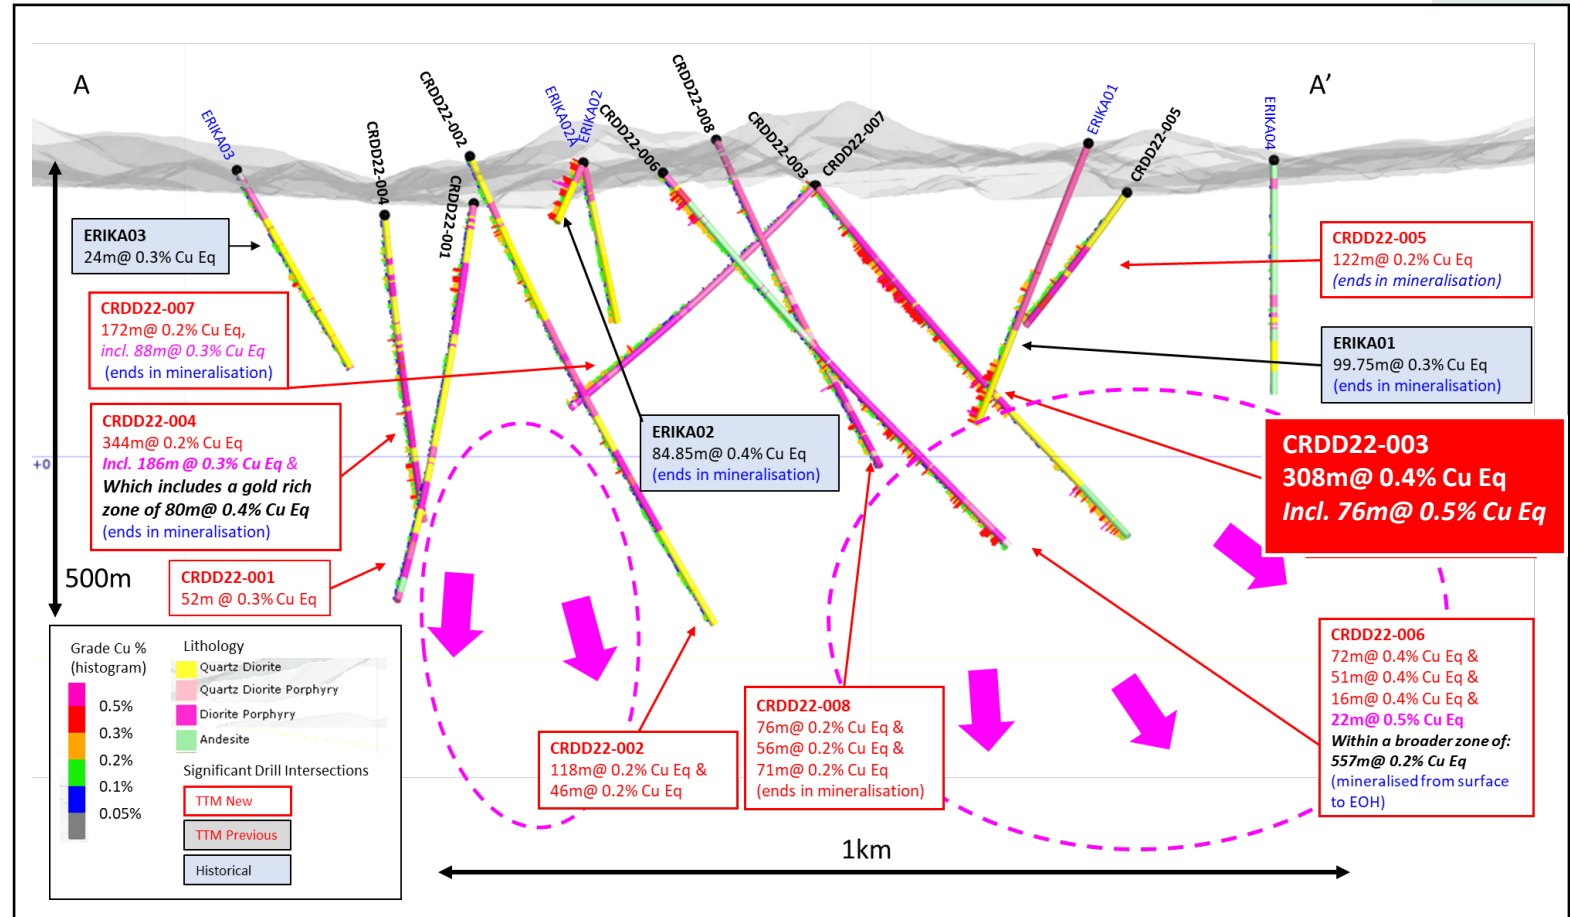 A
A'
ERIKA03
CRDD22-004
CRDD22-002
CRDD22-001
ERIKA02A
ERIKA02
CRDD22-006
CRDD22-008
CRDD22-003
CRDD22-007
ERIKA01
CRDD22-005
ERIKA04
ERIKA03
24m@ 0.3% Cu Eq
CRDD22-007
172m@ 0.2% Cu Eq,
incl. 88m@ 0.3% Cu Eq
(ends in mineralisation)
CRDD22-004
344m@ 0.2% Cu Eq
Incl. 186m @ 0.3% Cu Eq &
Which includes a gold rich
zone of 80m@ 0.4% Cu Eq
(ends in mineralisation)
CRDD22-001
52m @ 0.3% Cu Eq
ERIKA02
84.85m@ 0.4% Cu Eq
(ends in mineralisation)
CRDD22-005
122m@ 0.2% Cu Eq
(ends in mineralisation)
ERIKA01
99.75m@ 0.3% Cu Eq
(ends in mineralisation)
CRDD22-003
308m@ 0.4% Cu Eq
Incl. 76m@ 0.5% Cu Eq
+0
500m
CRDD22-002
118m@ 0.2% Cu Eq &
46m@ 0.2% Cu Eq
CRDD22-008
76m@ 0.2% Cu Eq &
56m@ 0.2% Cu Eq &
71m@ 0.2% Cu Eq
(ends in mineralisation)
CRDD22-006
72m@ 0.4% Cu Eq &
51m@ 0.4% Cu Eq &
16m@ 0.4% Cu Eq &
22m@ 0.5% Cu Eq
Within a broader zone of:
557m@ 0.2% Cu Eq
(mineralised from surface
to EOH)
1km
Grade Cu %
(histogram)
0.5%
0.3%
0.2%
0.1%
0.05%
Lithology
Quartz Diorite
Quartz Diorite Porphyry
Diorite Porphyry
Andesite
Significant Drill Intersections
TTM New
TTM Previous
Historical